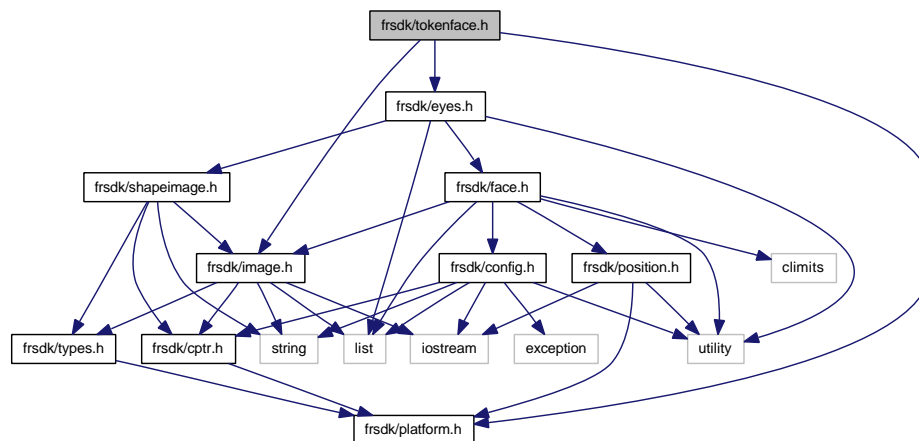 frsdk/tokenface.h
frsdk/eyes.h
frsdk/shapeimage.h
frsdk/face.h
frsdk/image.h
frsdk/config.h
frsdk/position.h
climits
frsdk/types.h
frsdk/cptr.h
string
list
iostream
exception
utility
frsdk/platform.h